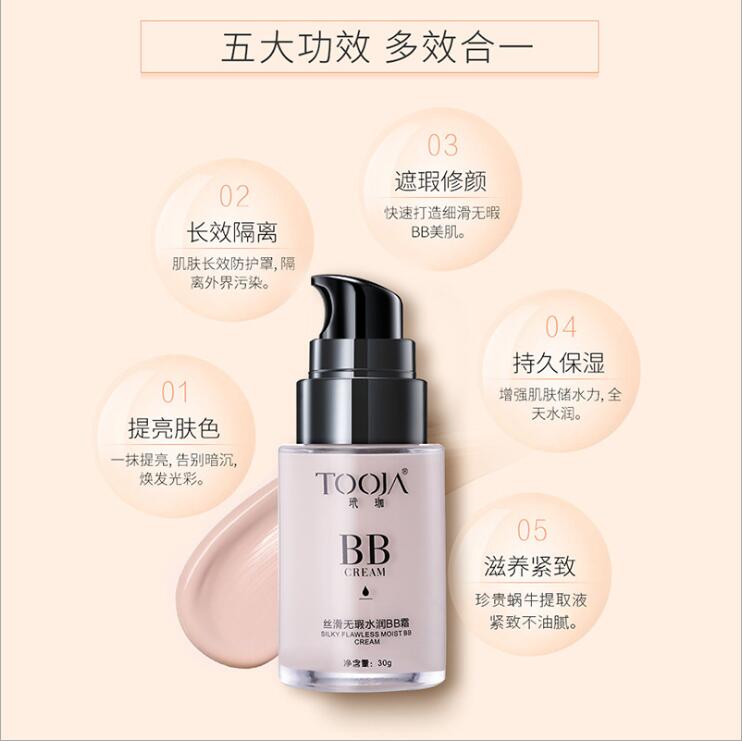 五大功效 多效合一
01
提亮肤色
一抹提亮,告别暗沉,
焕发光彩。
02
长效隔离
肌肤长效防护罩,隔
离外界污染。
03
遮瑕修颜
快速打造细滑无暇
BB美肌。
04
持久保湿
增强肌肤储水力,全
天水润。
05
滋养紧致
珍贵蜗牛提取液
紧致不油腻。
TOOJA®
玳珈
BB
CREAM
丝滑无瑕水润BB霜
SILKY FLAWLESS MOIST BB
CREAM
净含量:30g